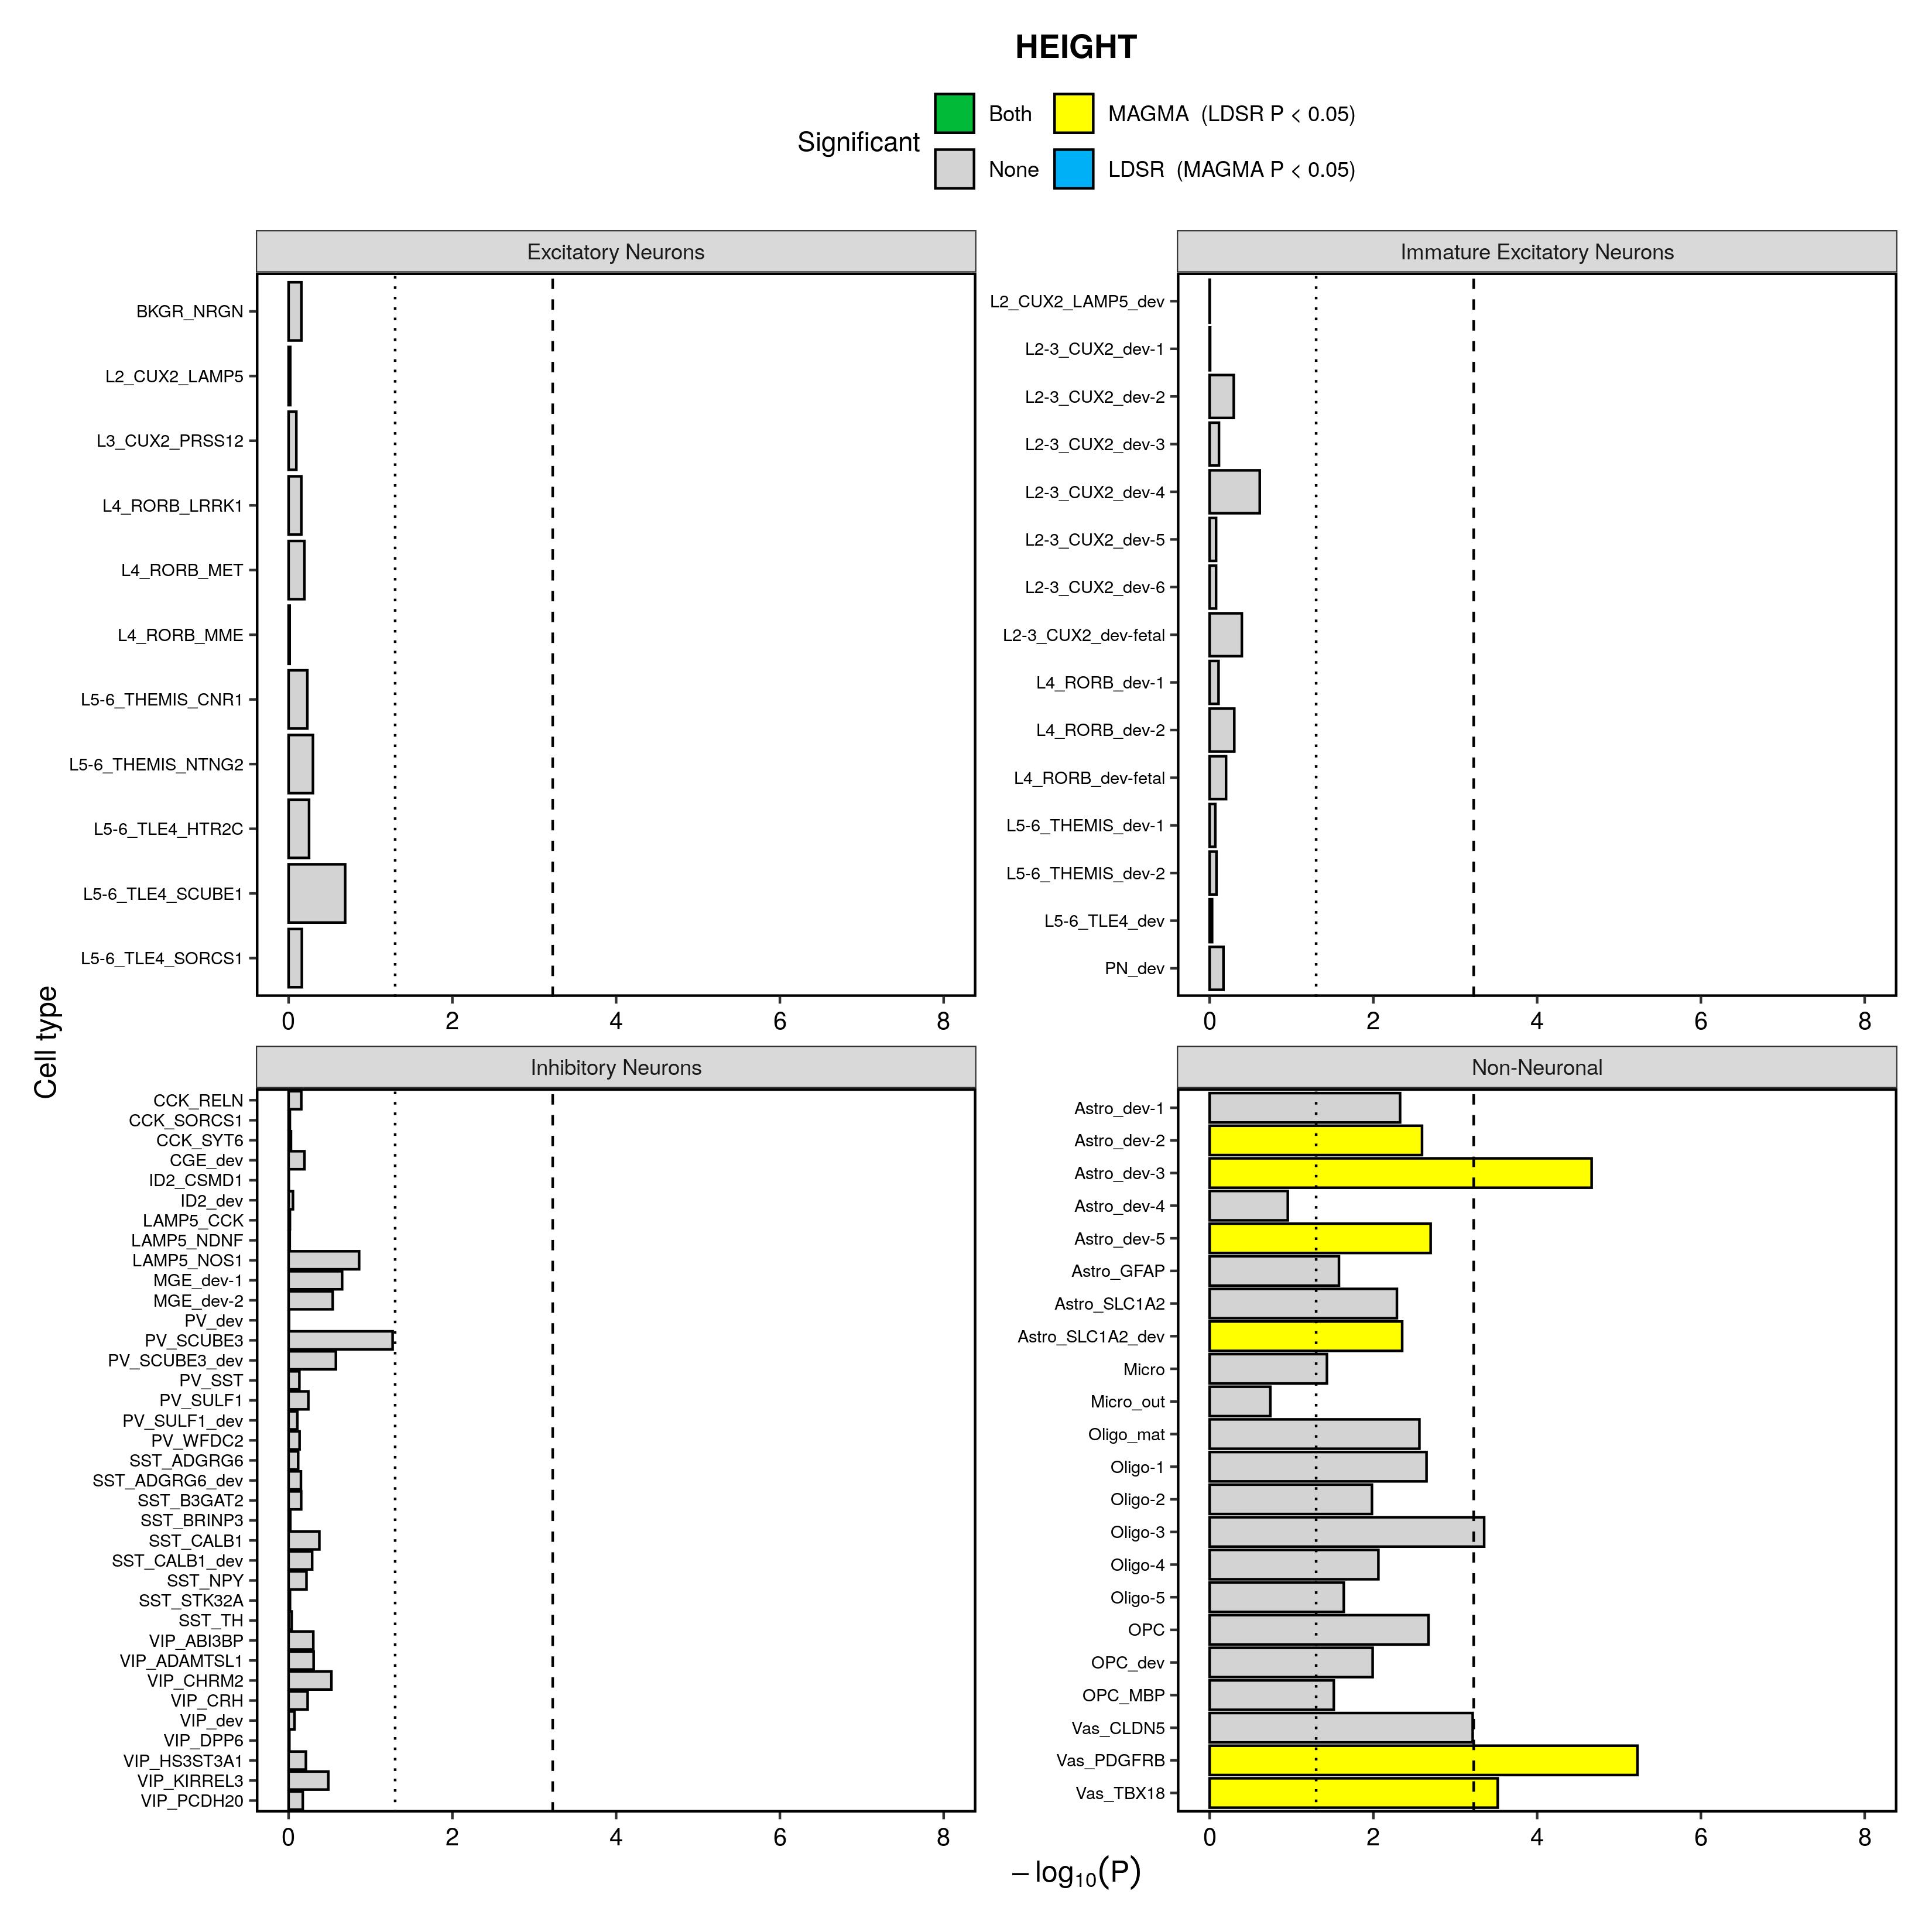 HEIGHT
Significant
Both
MAGMA (LDSR P < 0.05)
None
LDSR (MAGMA P < 0.05)
Cell type
Excitatory Neurons
BKGR_NRGN
L2_CUX2_LAMP5
L3_CUX2_PRSS12
L4_RORB_LRRK1
L4_RORB_MET
L4_RORB_MME
L5-6_THEMIS_CNR1
L5-6_THEMIS_NTNG2
L5-6_TLE4_HTR2C
L5-6_TLE4_SCUBE1
L5-6_TLE4_SORCS1
0 2 4 6 8
Immature Excitatory Neurons
L2_CUX2_LAMP5_dev
L2-3_CUX2_dev-1
L2-3_CUX2_dev-2
L2-3_CUX2_dev-3
L2-3_CUX2_dev-4
L2-3_CUX2_dev-5
L2-3_CUX2_dev-6
L2-3_CUX2_dev-fetal
L4_RORB_dev-1
L4_RORB_dev-2
L4_RORB_dev-fetal
L5-6_THEMIS_dev-1
L5-6_THEMIS_dev-2
L5-6_TLE4_dev
PN_dev
0 2 4 6 8
Inhibitory Neurons
CCK_RELN
CCK_SORCS1
CCK_SYT6
CGE_dev
ID2_CSMD1
ID2_dev
LAMP5_CCK
LAMP5_NDNF
LAMP5_NOS1
MGE_dev-1
MGE_dev-2
PV_dev
PV_SCUBE3
PV_SCUBE3_dev
PV_SST
PV_SULF1
PV_SULF1_dev
PV_WFDC2
SST_ADGRG6
SST_ADGRG6_dev
SST_B3GAT2
SST_BRINP3
SST_CALB1
SST_CALB1_dev
SST_NPY
SST_STK32A
SST_TH
VIP_ABI3BP
VIP_ADAMTSL1
VIP_CHRM2
VIP_CRH
VIP_dev
VIP_DPP6
VIP_HS3ST3A1
VIP_KIRREL3
VIP_PCDH20
0 2 4 6 8
Non-Neuronal
Astro_dev-1
Astro_dev-2
Astro_dev-3
Astro_dev-4
Astro_dev-5
Astro_GFAP
Astro_SLC1A2
Astro_SLC1A2_dev
Micro
Micro_out
Oligo_mat
Oligo-1
Oligo-2
Oligo-3
Oligo-4
Oligo-5
OPC
OPC_dev
OPC_MBP
Vas_CLDN5
Vas_PDGFRB
Vas_TBX18
0 2 4 6 8
− log10(P)